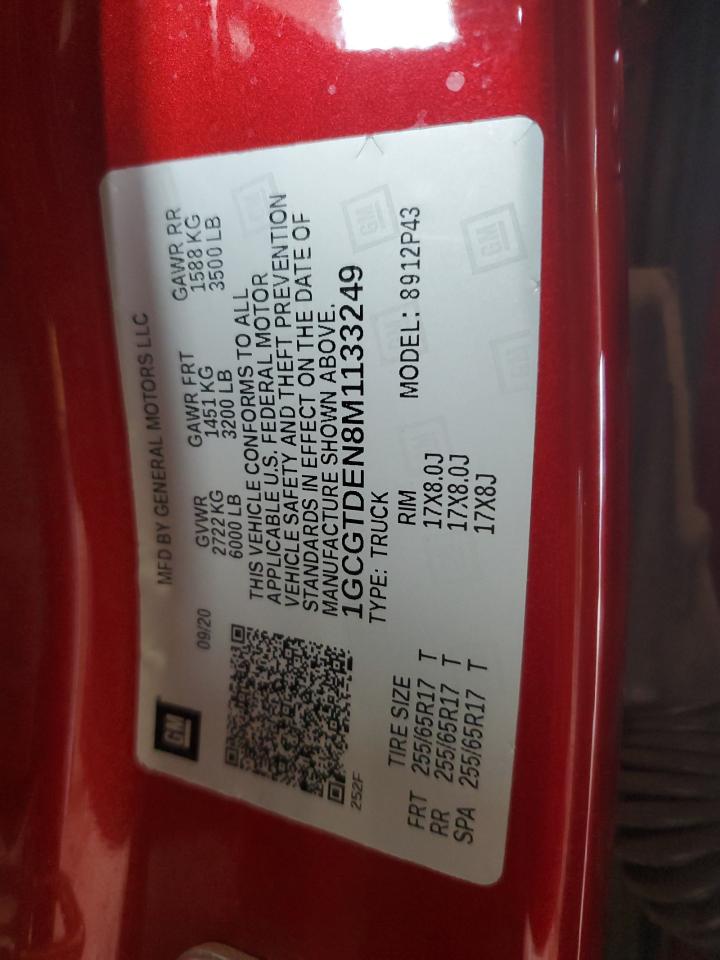 GM
MFD BY GENERAL MOTORS LLC
09/20
GVWR GAWR FRT GAWR RR
2722 KG 1451 KG 1588 KG
6000 LB 3200 LB 3500 LB
THIS VEHICLE CONFORMS TO ALL
APPLICABLE U.S. FEDERAL MOTOR
VEHICLE SAFETY AND THEFT PREVENTION
STANDARDS IN EFFECT ON THE DATE OF
MANUFACTURE SHOWN ABOVE.
1GCGTDEN8M1133249
252F
TYPE: TRUCK
MODEL: 8912P43
TIRE SIZE RIM
FRT 255/65R17 T 17X8.0J
RR 255/65R17 T 17X8.0J
SPA 255/65R17 T 17X8J
GM
GM